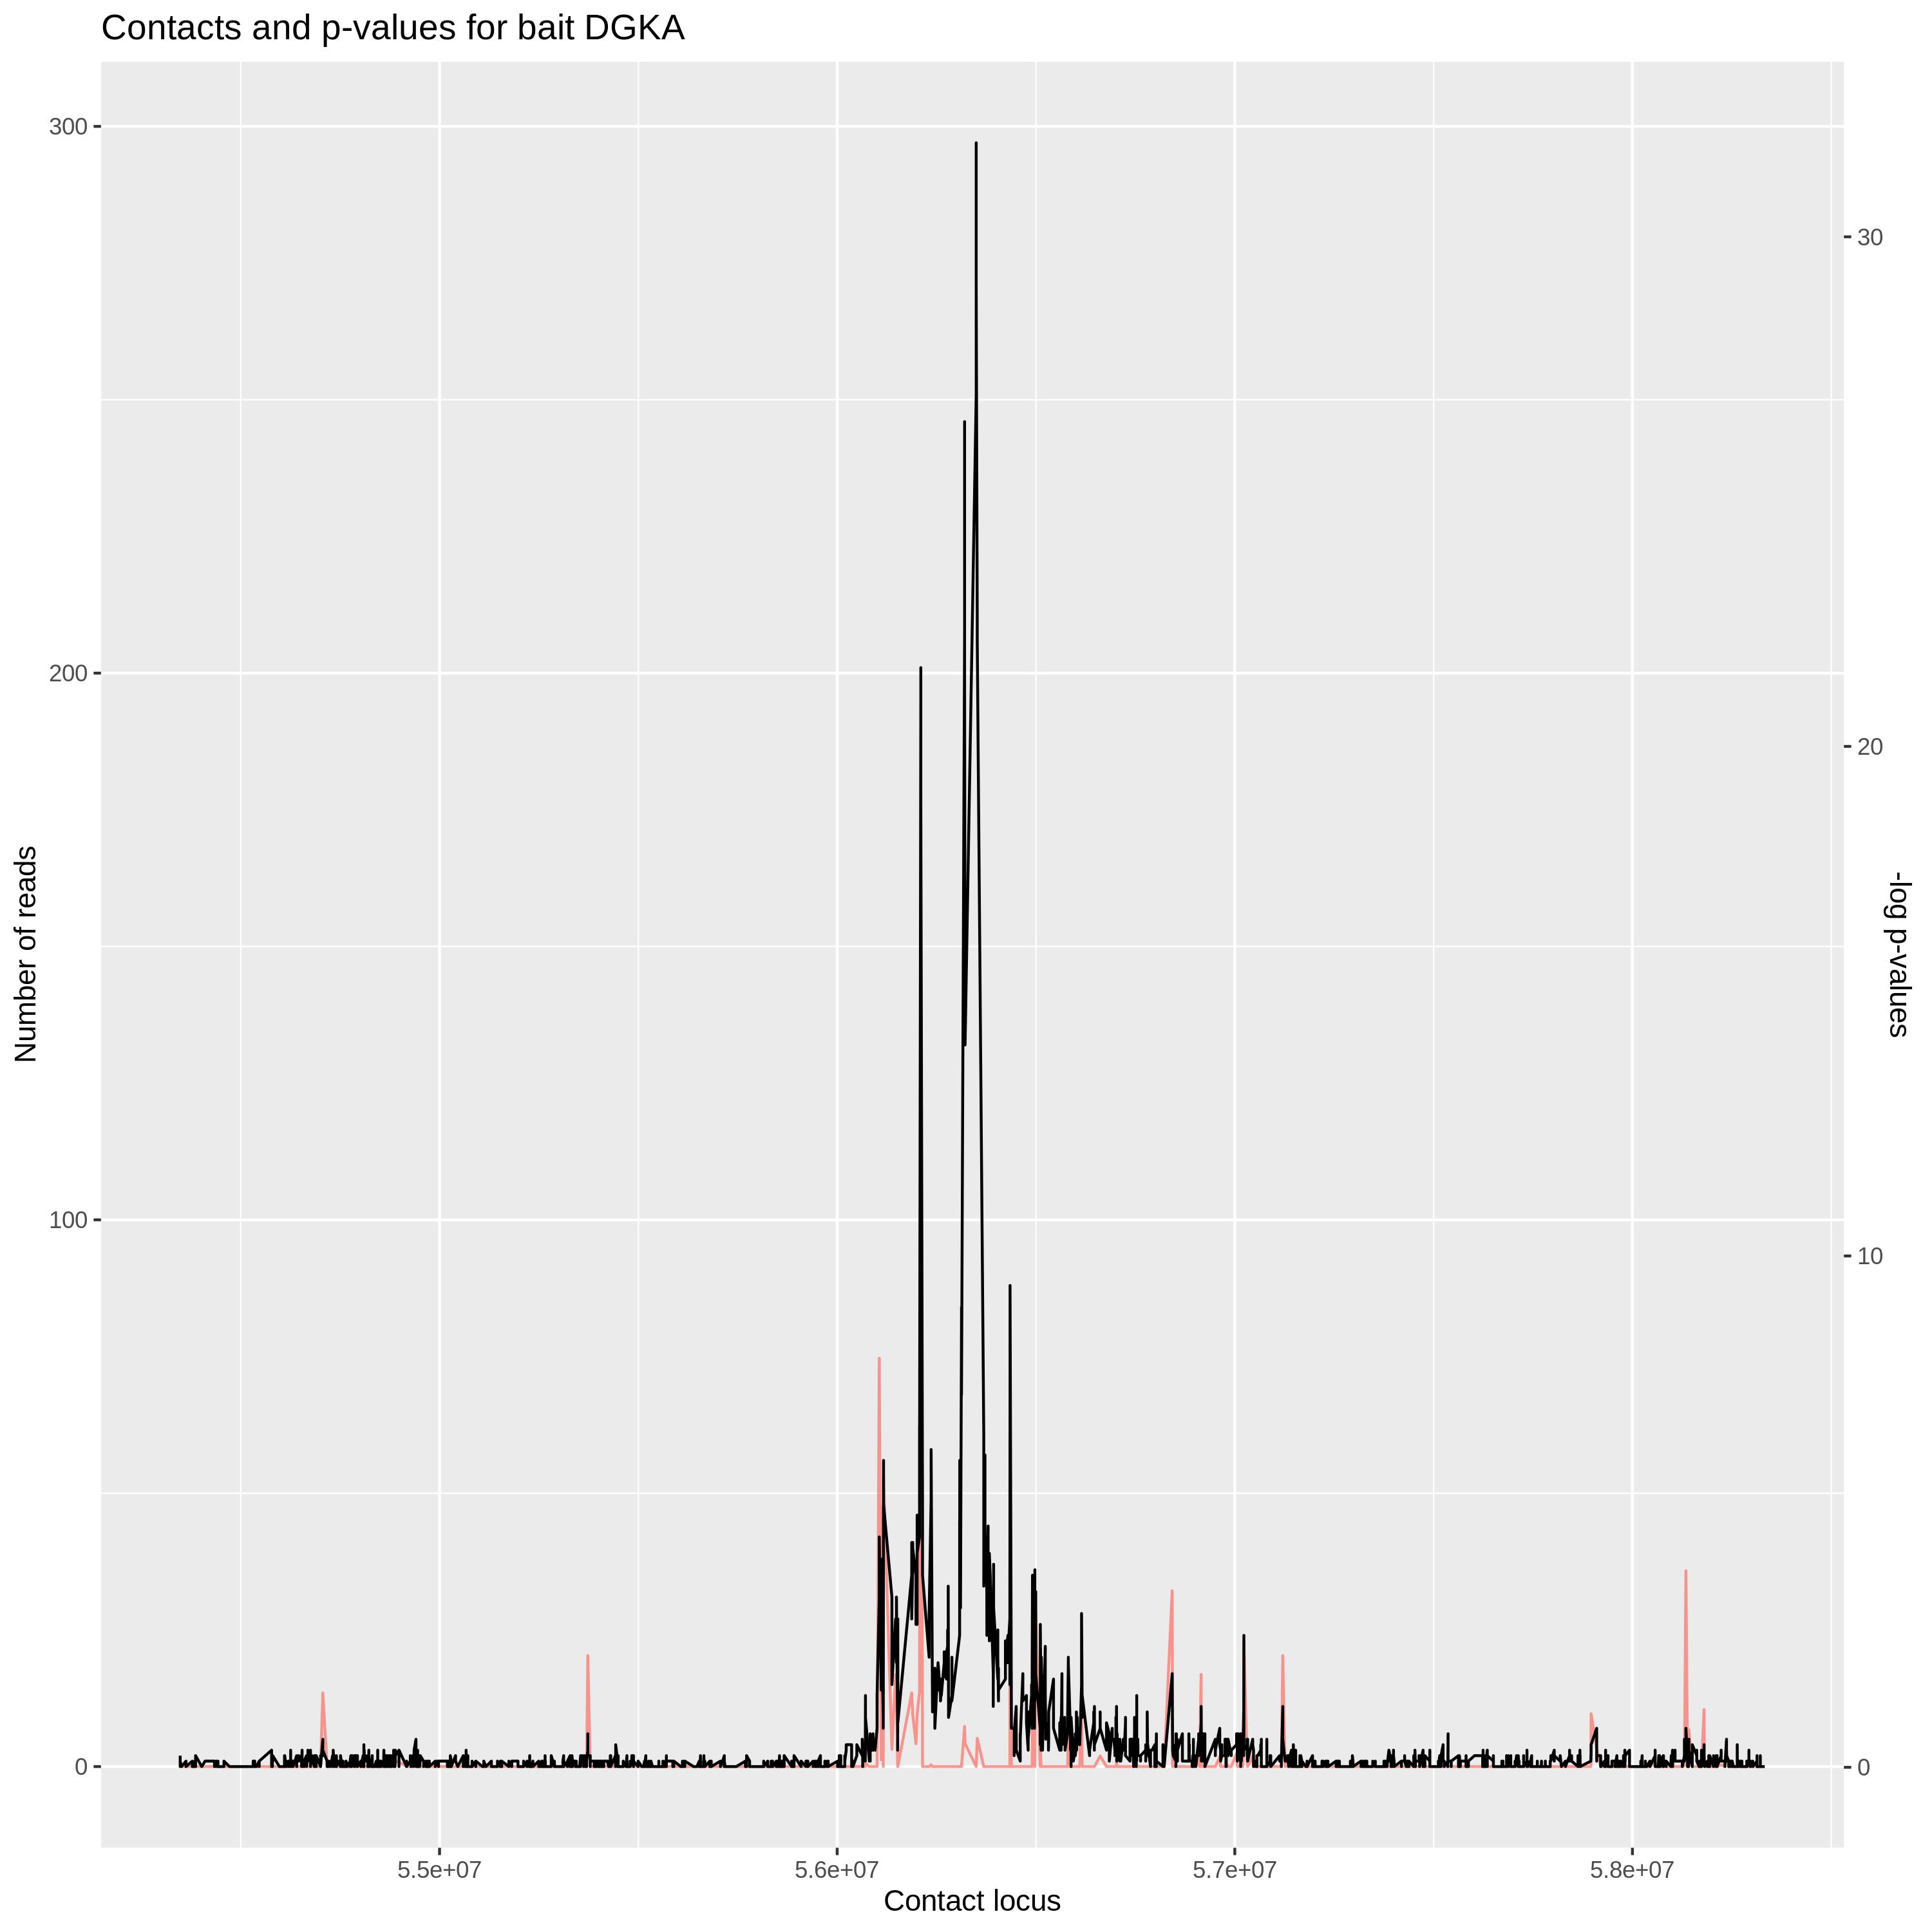 Contacts and p-values for bait DGKA
300
200
100
0
Number of reads
30
20
10
0
-log p-values
5.5e+07
5.6e+07
5.7e+07
5.8e+07
Contact locus